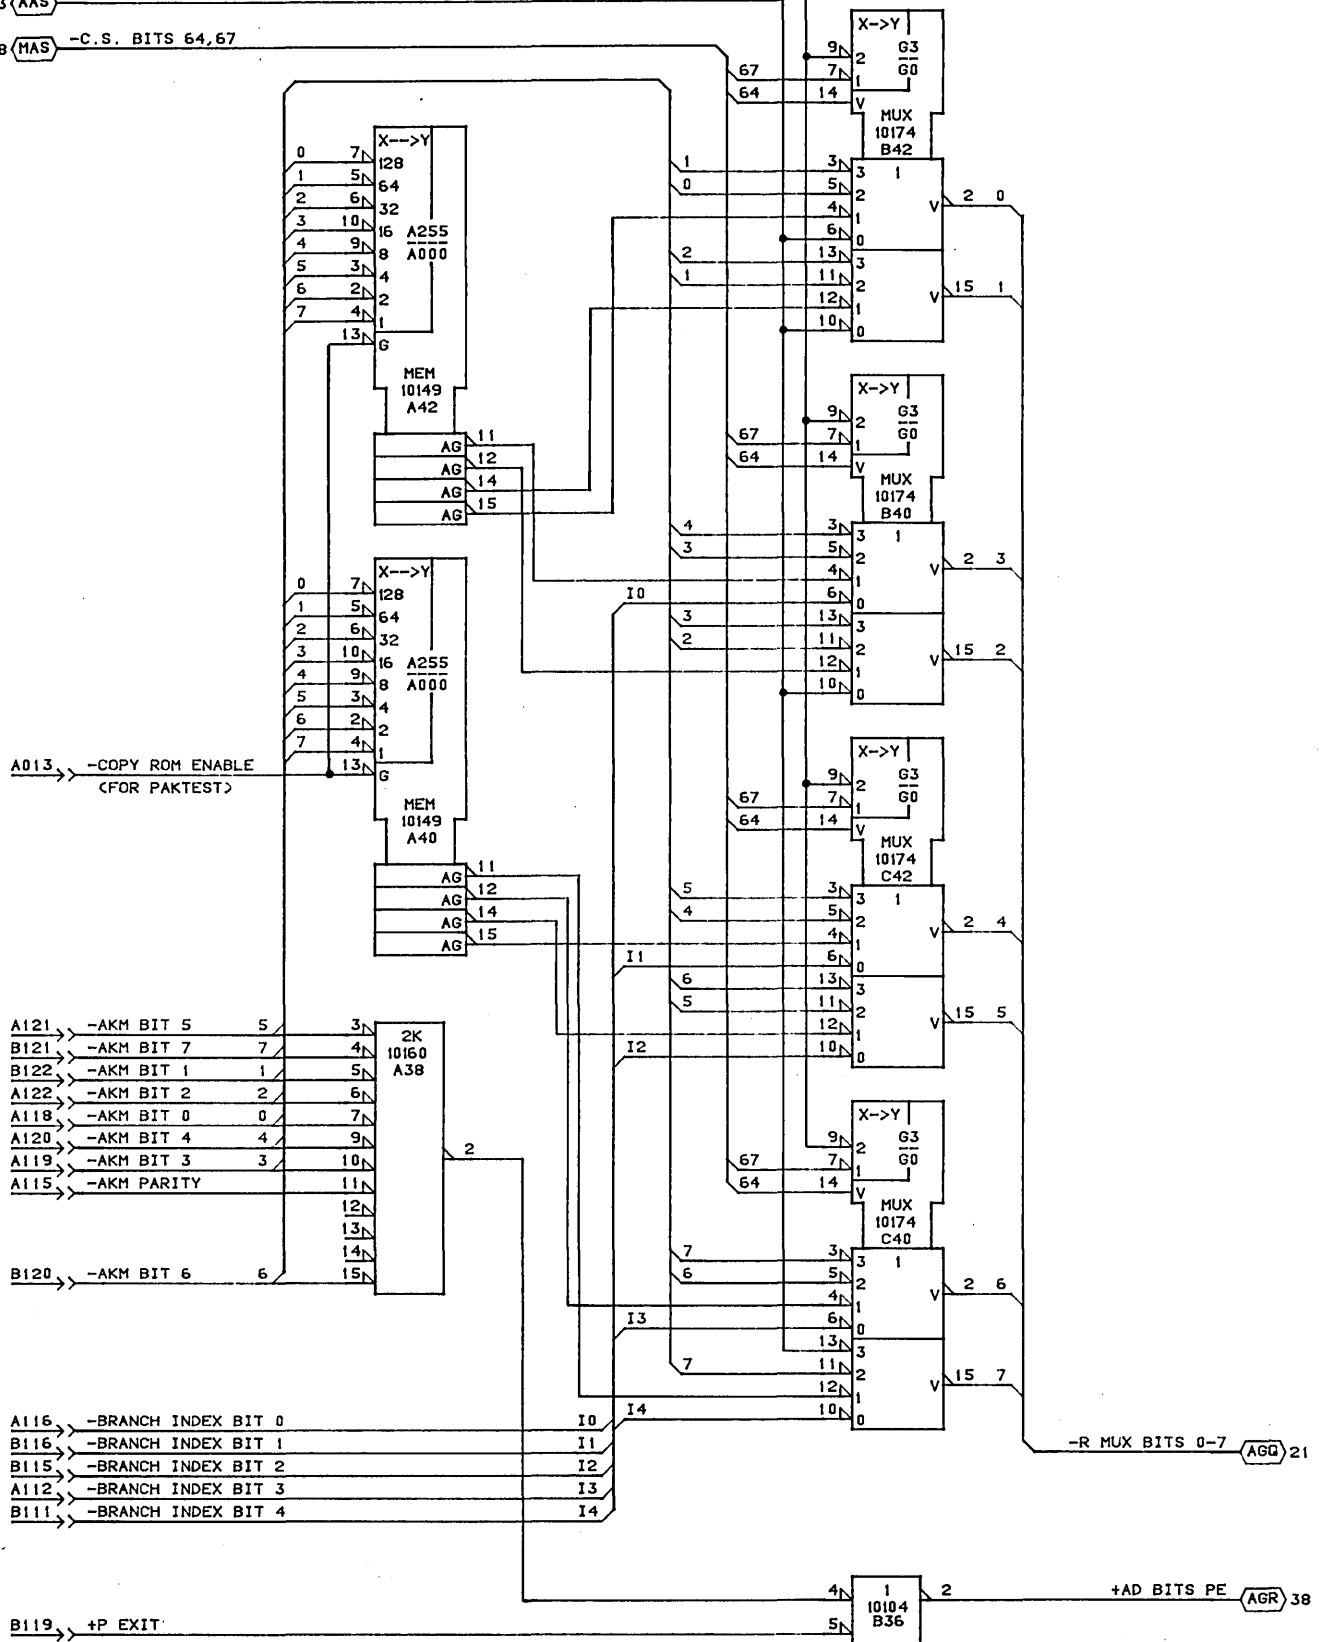 3 AAS
8 MAS -C.S. BITS 64,67
X->Y
9 2 G3
67 7 1 G0
64 14 V
MUX
10174
B42
1 3 3 1
0 5 2
4 1 V 2 0
6 0
2 13 3
1 11 2
12 1 V 15 1
10 0
X-->Y
0 7 128
1 5 64
2 6 32
3 10 16 A255
4 9 8 A000
5 3 4
6 2 2
7 4 1
13 G
MEM
10149
A42
AG 11
AG 12
AG 14
AG 15
X->Y
9 2 G3
67 7 1 G0
64 14 V
MUX
10174
B40
4 3 3 1
3 5 2
4 1 V 2 3
I0 6 0
3 13 3
2 11 2
12 1 V 15 2
10 0
X-->Y
0 7 128
1 5 64
2 6 32
3 10 16 A255
4 9 8 A000
5 3 4
6 2 2
7 4 1
A013 -COPY ROM ENABLE 13 G
(FOR PAKTEST)
MEM
10149
A40
AG 11
AG 12
AG 14
AG 15
X->Y
9 2 G3
67 7 1 G0
64 14 V
MUX
10174
C42
5 3 3 1
4 5 2
4 1 V 2 4
I1 6 0
6 13 3
5 11 2
12 1 V 15 5
I2 10 0
A121 -AKM BIT 5 5 3 2K
B121 -AKM BIT 7 7 4 10160
B122 -AKM BIT 1 1 5 A38
A122 -AKM BIT 2 2 6
A118 -AKM BIT 0 0 7
A120 -AKM BIT 4 4 9 2
A119 -AKM BIT 3 3 10
A115 -AKM PARITY 11
12
13
14
B120 -AKM BIT 6 6 15
X->Y
9 2 G3
67 7 1 G0
64 14 V
MUX
10174
C40
7 3 3 1
6 5 2
4 1 V 2 6
I3 6 0
13 3
7 11 2
12 1 V 15 7
I4 10 0
A116 -BRANCH INDEX BIT 0 I0
B116 -BRANCH INDEX BIT 1 I1
B115 -BRANCH INDEX BIT 2 I2
A112 -BRANCH INDEX BIT 3 I3
B111 -BRANCH INDEX BIT 4 I4
-R MUX BITS 0-7 AGQ 21
4 1 2 +AD BITS PE AGR 38
10104
B119 +P EXIT 5 B36